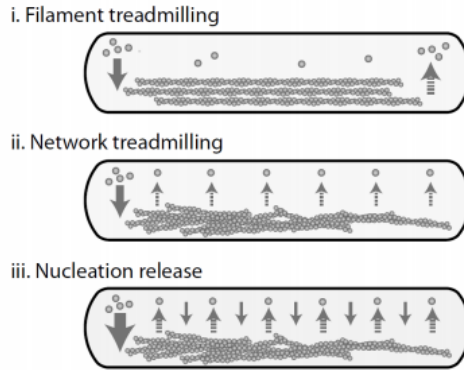 i. Filament treadmilling
ii. Network treadmilling
iii. Nucleation release